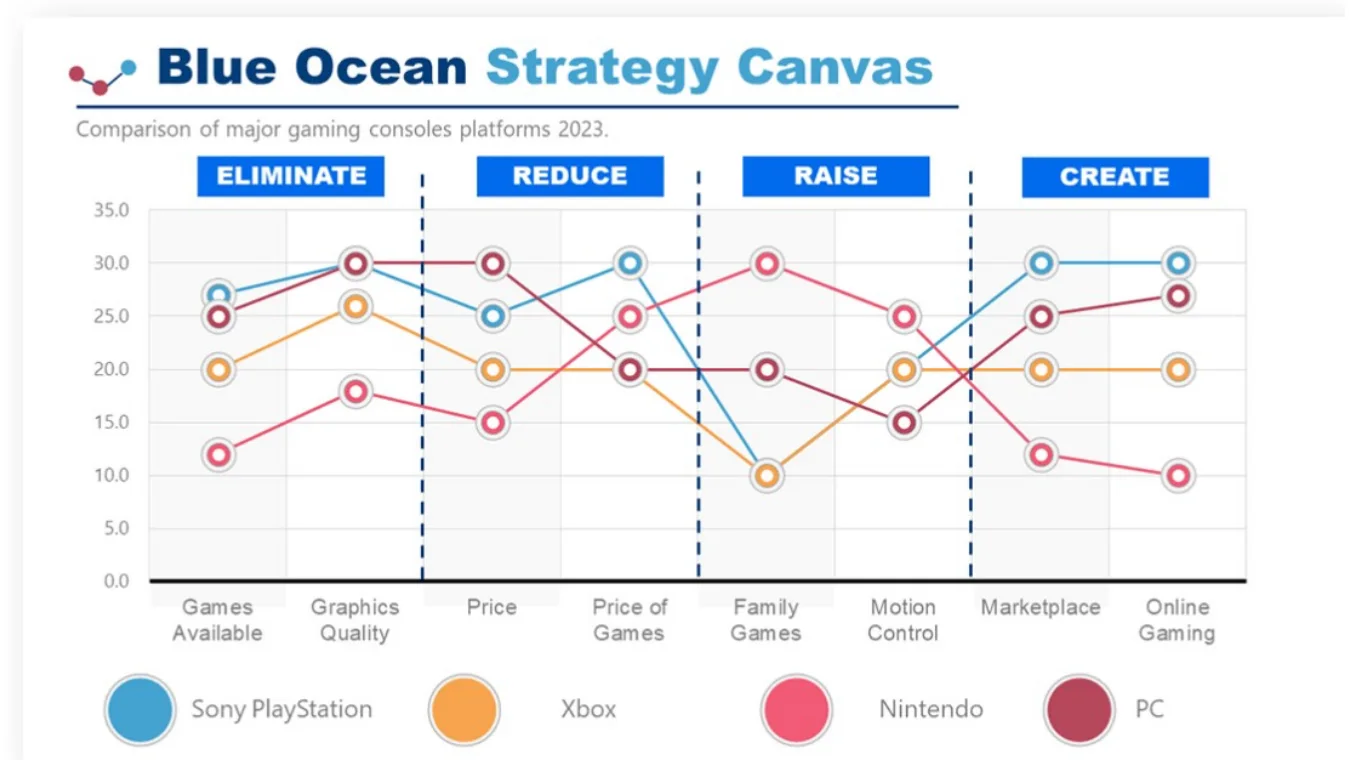 Blue Ocean Strategy Canvas
Comparison of major gaming consoles platforms 2023.
ELIMINATE REDUCE RAISE CREATE
35.0
30.0
25.0
20.0
15.0
10.0
5.0
0.0
Games Graphics Price Price of Family Motion Marketplace Online
Available Quality Games Games Control Gaming
Sony PlayStation Xbox Nintendo PC